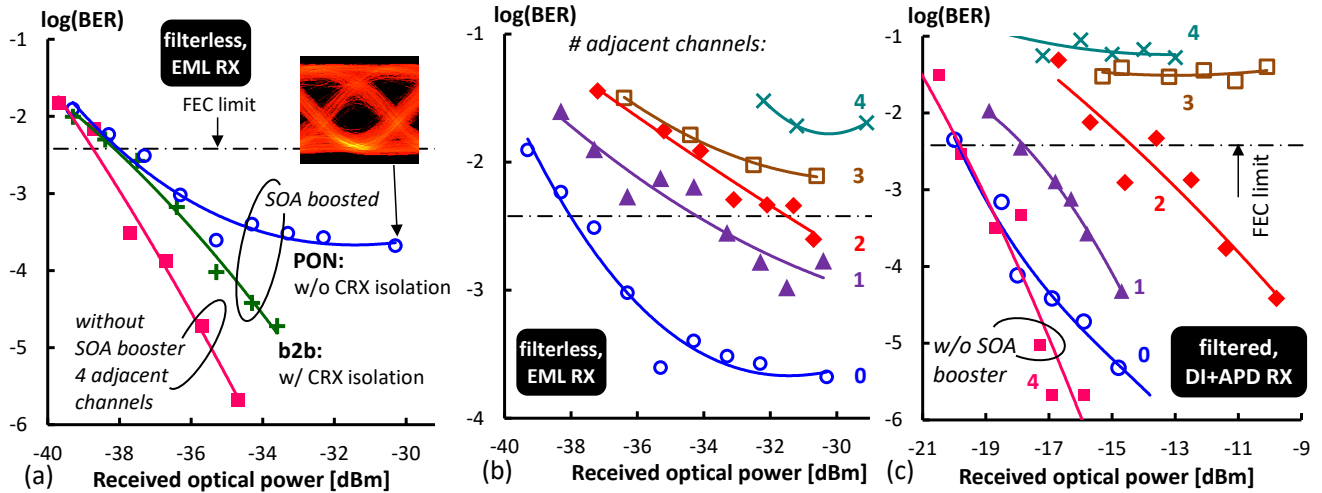 log(BER)
-1
-2
-3
-4
-5
-6
-40
-38
-36
-34
-32
-30
filterless,
EML RX
FEC limit
SOA boosted
PON:
w/o CRX isolation
without
SOA booster
4 adjacent
channels
b2b:
w/ CRX isolation
(a)
Received optical power [dBm]
log(BER)
-1
-2
-3
-4
-40
-38
-36
-34
-32
-30
# adjacent channels:
4
3
2
1
0
filterless,
EML RX
(b)
Received optical power [dBm]
log(BER)
-1
-2
-3
-4
-5
-6
-21
-19
-17
-15
-13
-11
-9
4
3
2
FEC limit
1
0
w/o SOA
booster
4
filtered,
DI+APD RX
(c)
Received optical power [dBm]